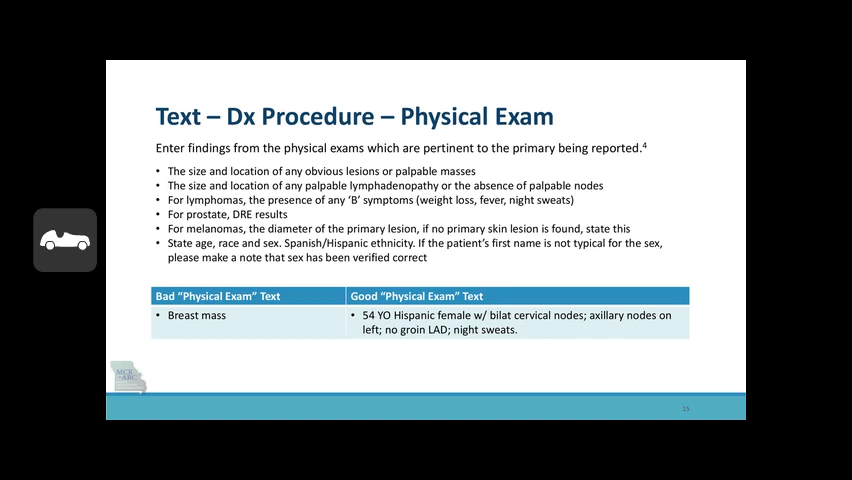 Text – Dx Procedure – Physical Exam
Enter findings from the physical exams which are pertinent to the primary being reported.⁴
• The size and location of any obvious lesions or palpable masses
• The size and location of any palpable lymphadenopathy or the absence of palpable nodes
• For lymphomas, the presence of any ‘B’ symptoms (weight loss, fever, night sweats)
• For prostate, DRE results
• For melanomas, the diameter of the primary lesion, if no primary skin lesion is found, state this
• State age, race and sex. Spanish/Hispanic ethnicity. If the patient’s first name is not typical for the sex,
please make a note that sex has been verified correct
Bad “Physical Exam” Text
Good “Physical Exam” Text
• Breast mass
• 54 YO Hispanic female w/ bilat cervical nodes; axillary nodes on
left; no groin LAD; night sweats.
MCR
ARC
15